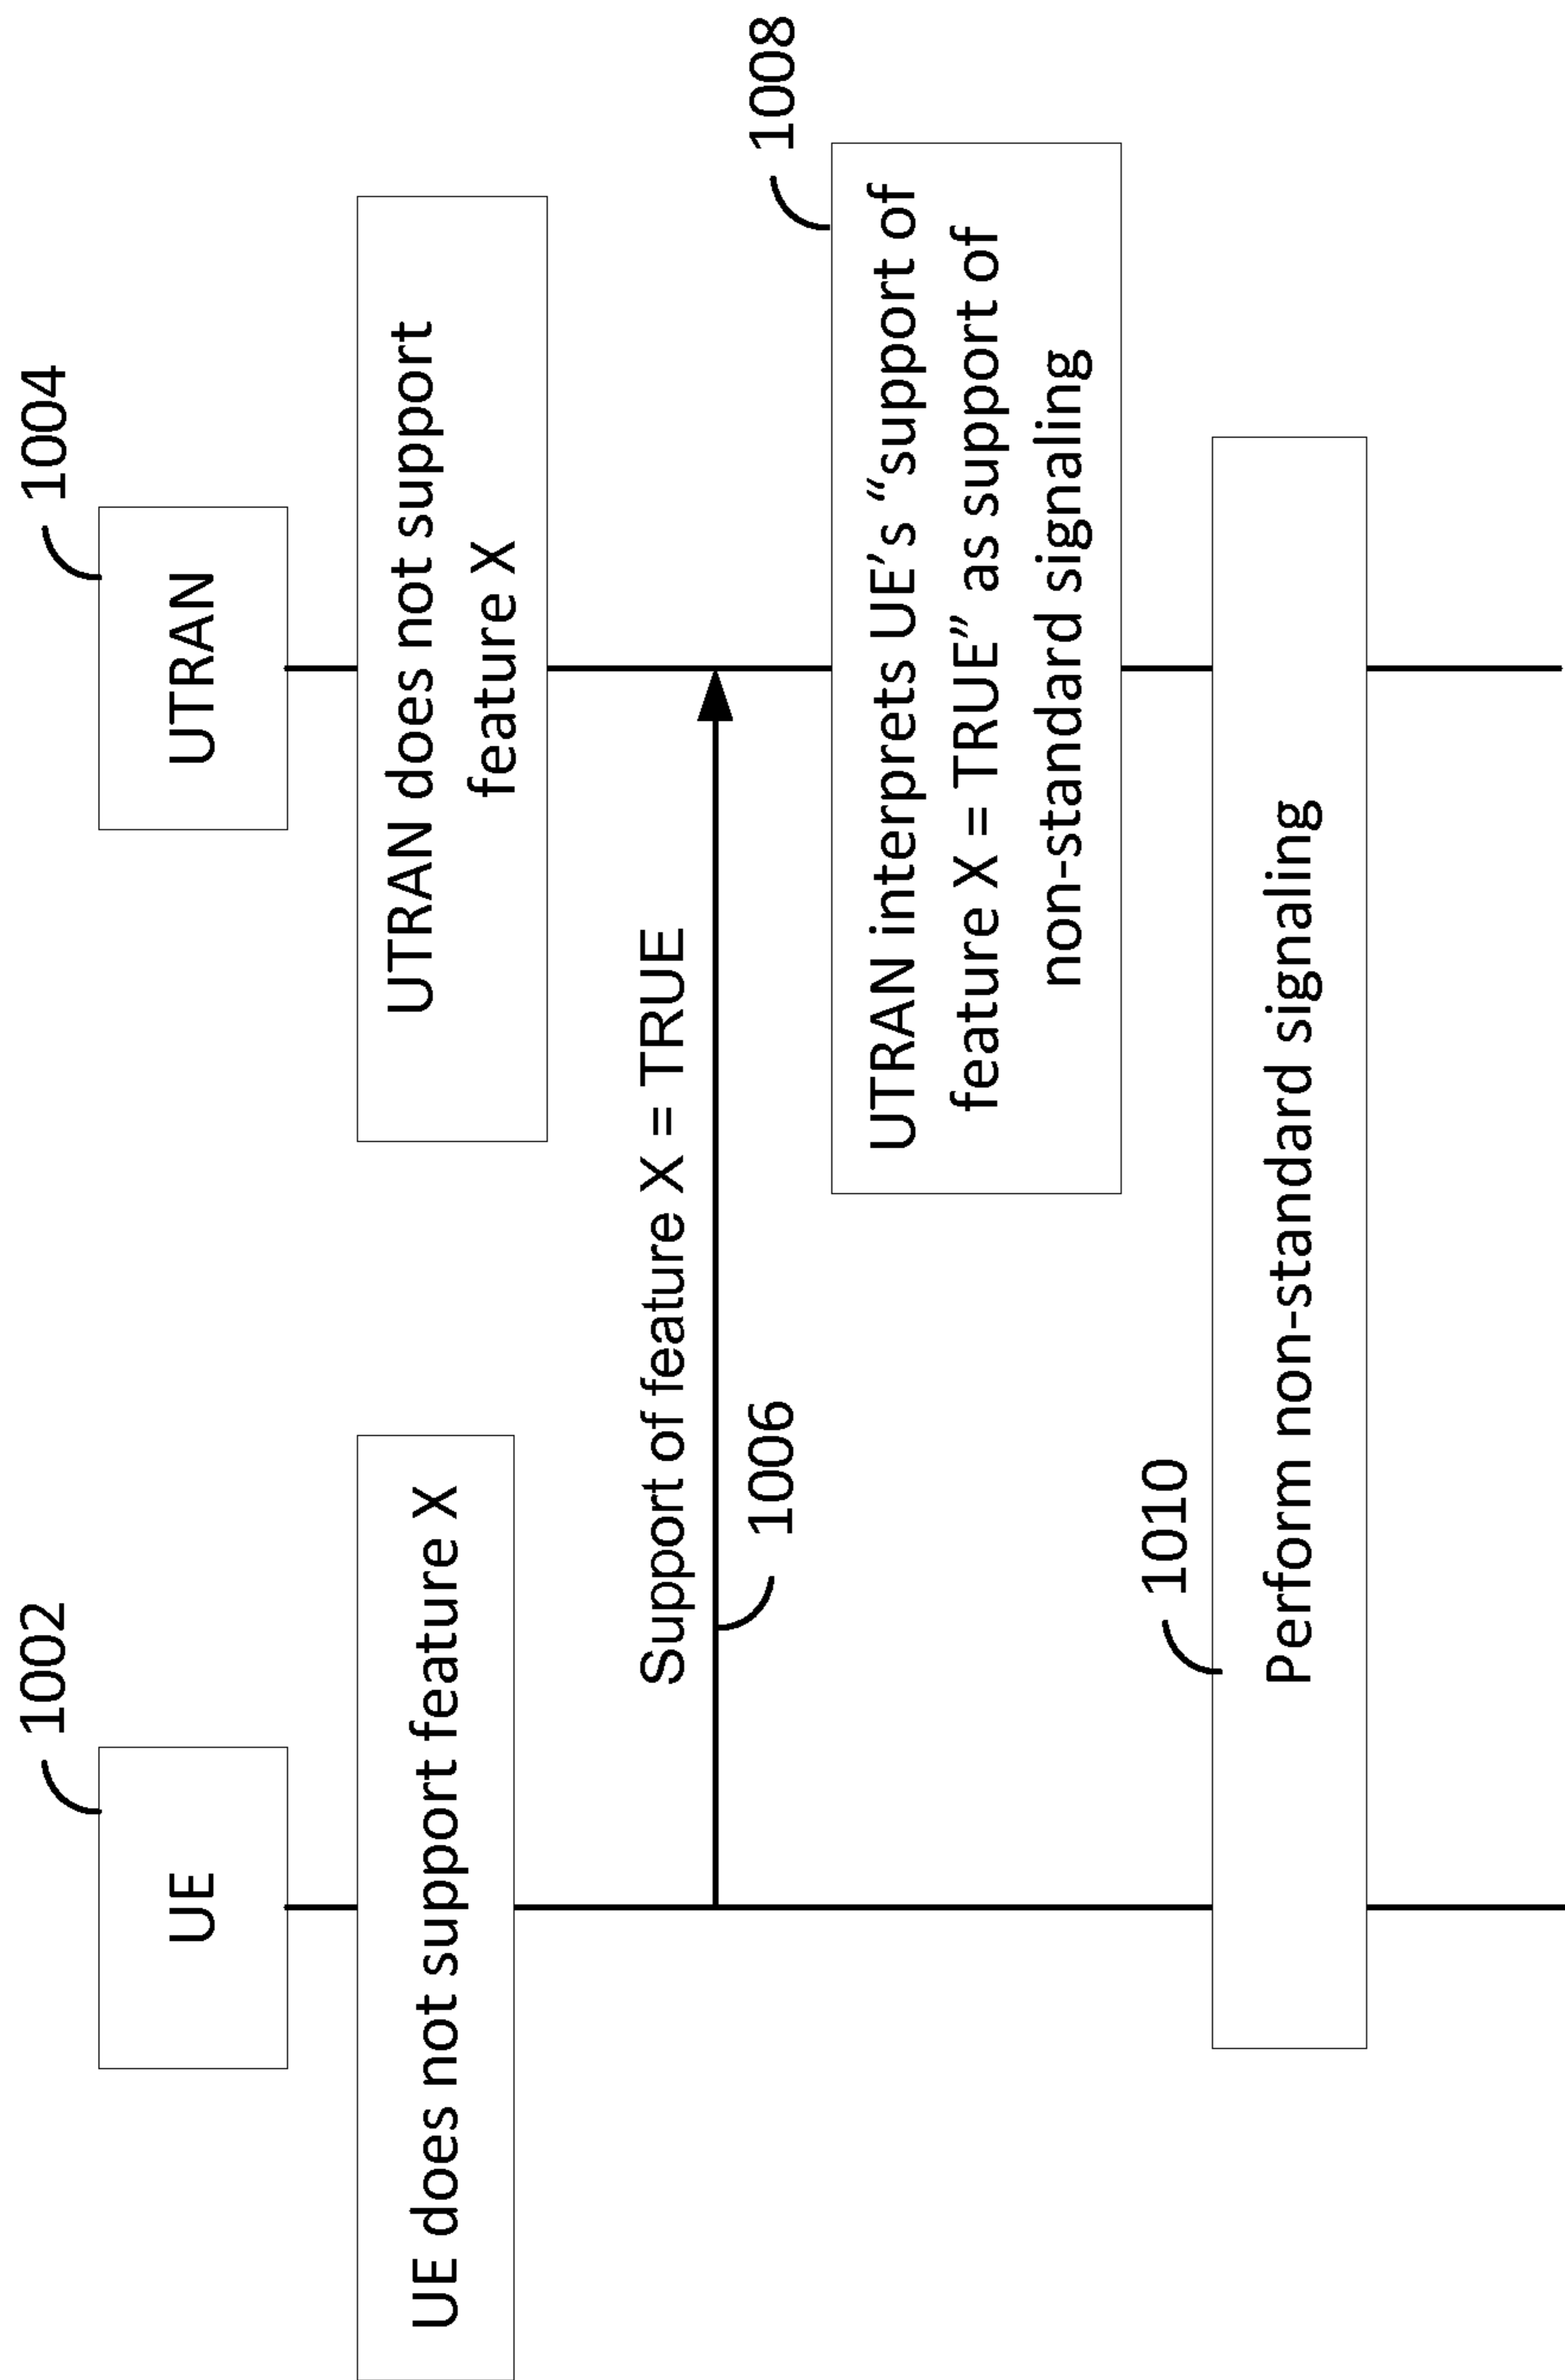 1002
1004
UE
UTRAN
UE does not support feature X
UTRAN does not support
feature X
Support of feature X = TRUE
1006
1008
UTRAN interprets UE’s “support of
feature X = TRUE” as support of
non-standard signaling
1010
Perform non-standard signaling